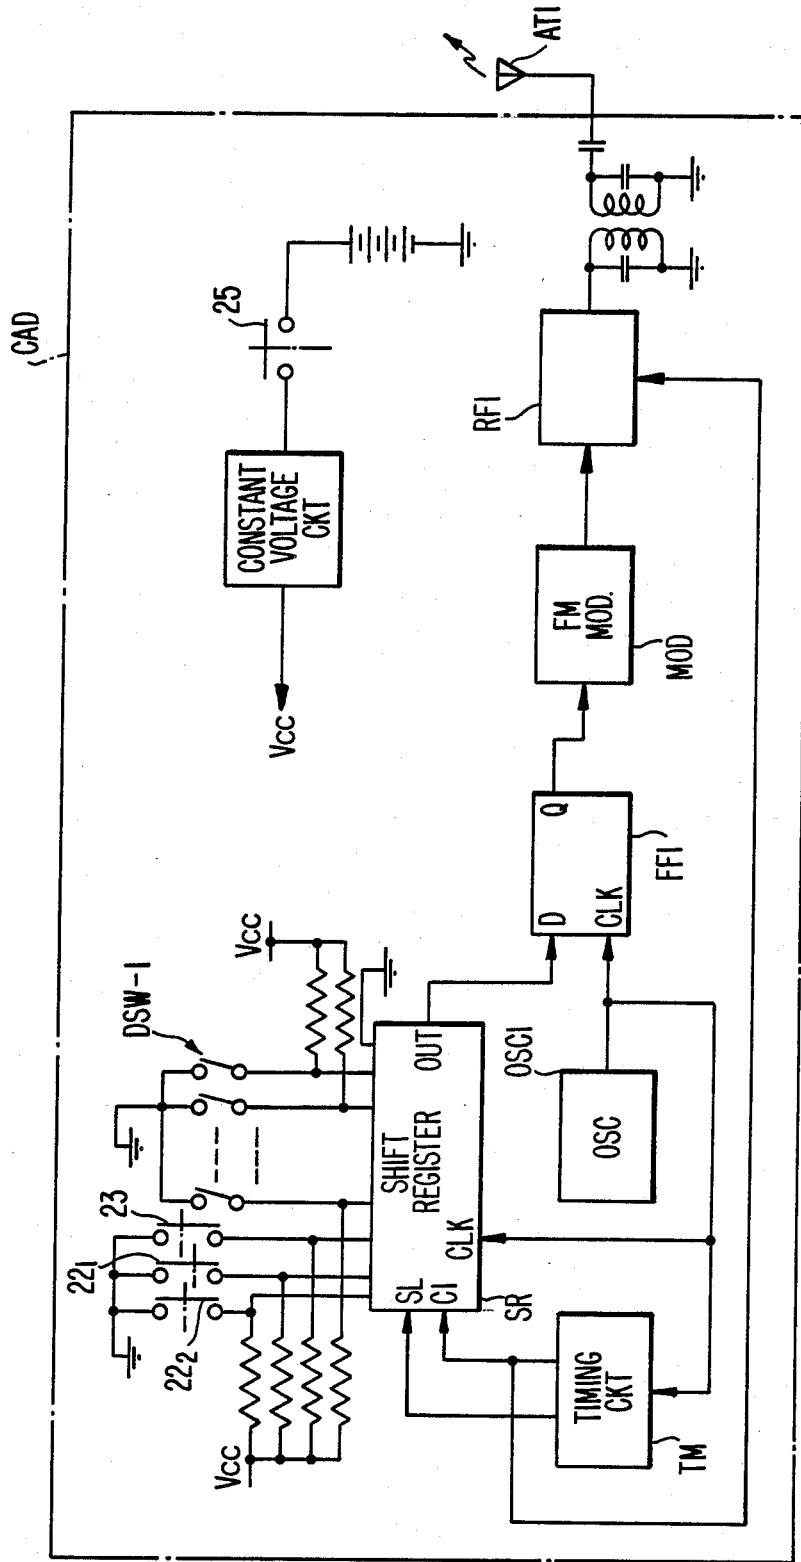 CAD
25
CONSTANT
VOLTAGE
CKT
Vcc
AT1
RF1
FM
MOD.
MOD
DSW-1
23
22₁
22₂
Vcc
Vcc
SHIFT
REGISTER
OUT
SL
CI
CLK
SR
D
Q
CLK
FF1
OSC1
OSC
TIMING
CKT
TM